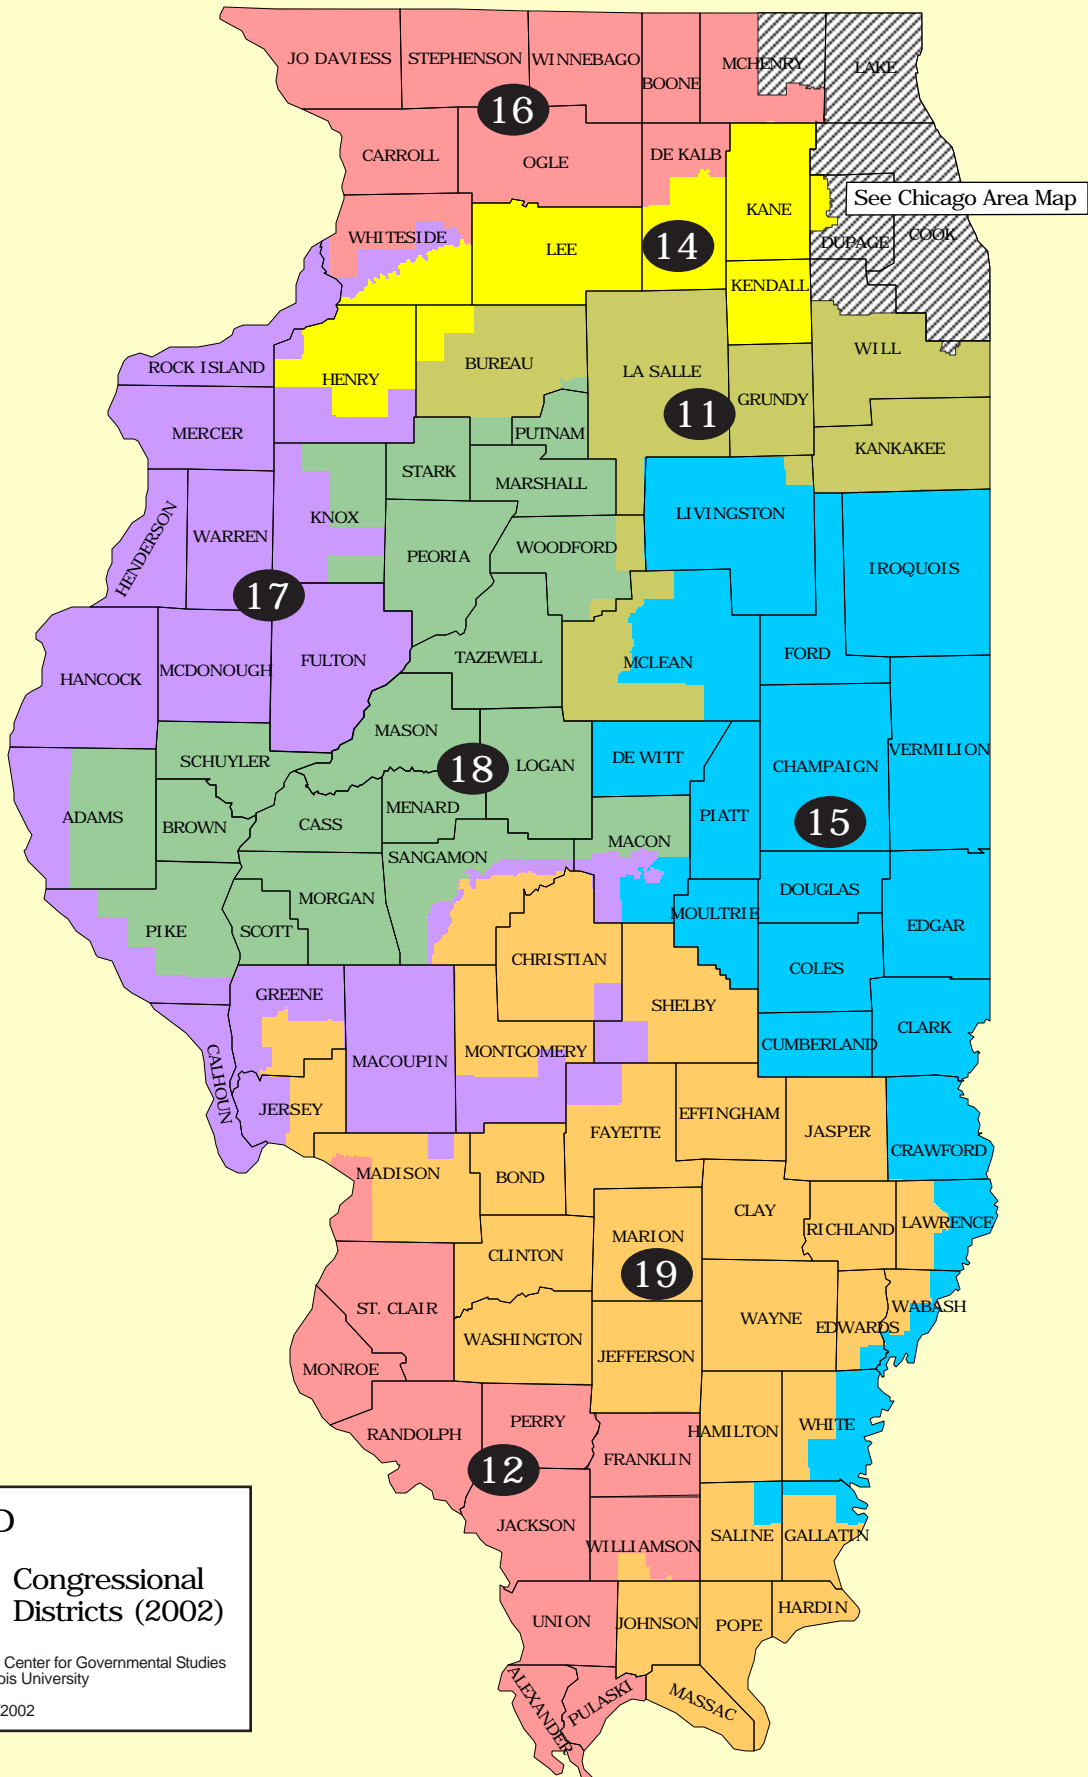 JO DAVIESS
STEPHENSON
WINNEBAGO
BOONE
MCHENRY
LAKE
16
CARROLL
OGLE
DE KALB
KANE
See Chicago Area Map
WHITESIDE
LEE
14
DUPAGE
COOK
KENDALL
ROCK ISLAND
HENRY
BUREAU
LA SALLE
WILL
GRUNDY
11
MERCER
PUTNAM
KANKAKEE
STARK
MARSHALL
HENDERSON
WARREN
KNOX
LIVINGSTON
PEORIA
WOODFORD
IROQUOIS
17
HANCOCK
MCDONOUGH
FULTON
TAZEWELL
MCLEAN
FORD
MASON
SCHUYLER
18
LOGAN
DE WITT
CHAMPAIGN
VERMILION
ADAMS
BROWN
CASS
MENARD
PIATT
15
SANGAMON
MACON
MORGAN
DOUGLAS
PIKE
SCOTT
MOULTRIE
EDGAR
CHRISTIAN
COLES
GREENE
SHELBY
CALHOUN
MACOUPIN
MONTGOMERY
CUMBERLAND
CLARK
JERSEY
FAYETTE
EFFINGHAM
JASPER
CRAWFORD
MADISON
BOND
CLAY
RICHLAND
LAWRENCE
CLINTON
MARION
19
ST. CLAIR
WAYNE
EDWARDS
WABASH
WASHINGTON
JEFFERSON
MONROE
RANDOLPH
PERRY
HAMILTON
WHITE
12
FRANKLIN
JACKSON
WILLIAMSON
SALINE
GALLATIN
UNION
JOHNSON
POPE
HARDIN
ALEXANDER
PULASKI
MASSAC
D
Congressional
Districts (2002)
Center for Governmental Studies
ois University
/2002